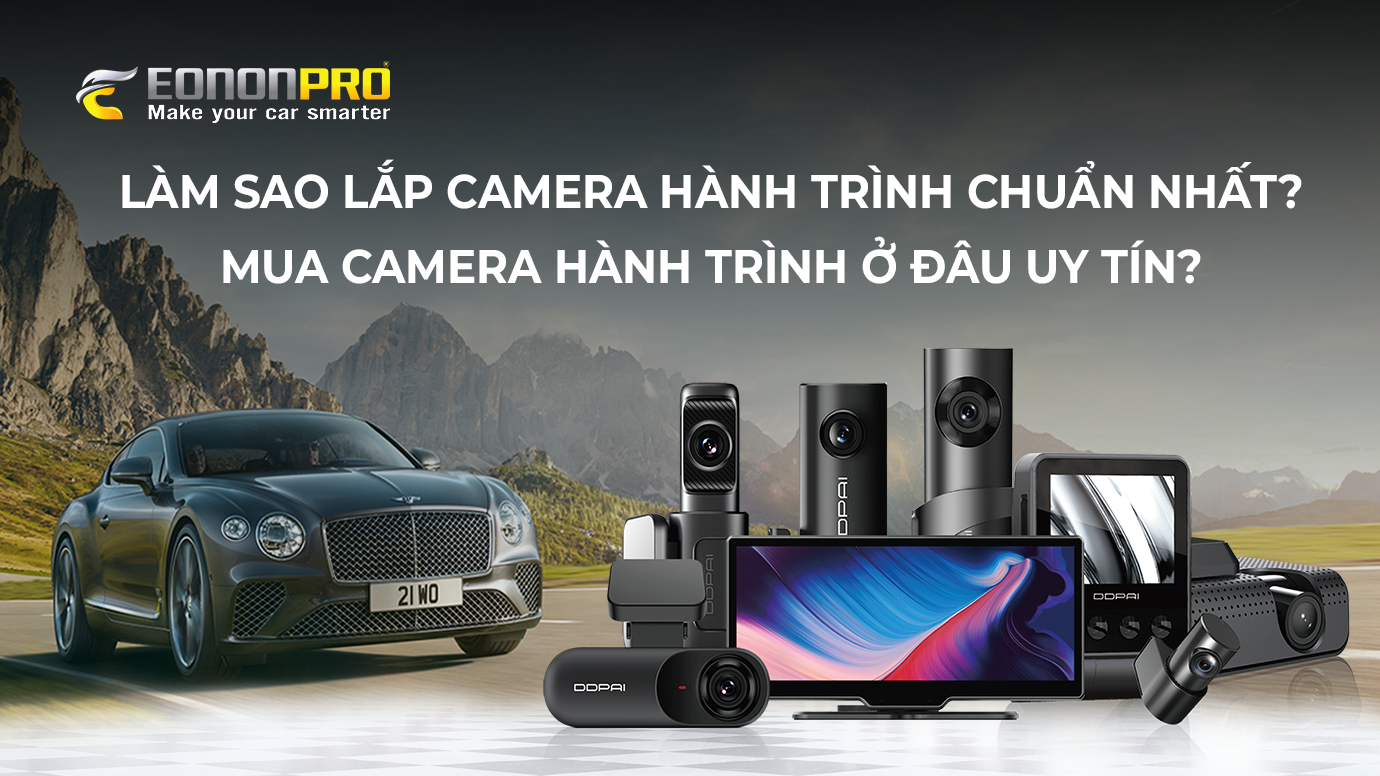 EONONPRO
Make your car smarter
LÀM SAO LẮP CAMERA HÀNH TRÌNH CHUẨN NHẤT?
MUA CAMERA HÀNH TRÌNH Ở ĐÂU UY TÍN?
DDPAI
DDPAI
DDPAI
21 WO
DDPAI